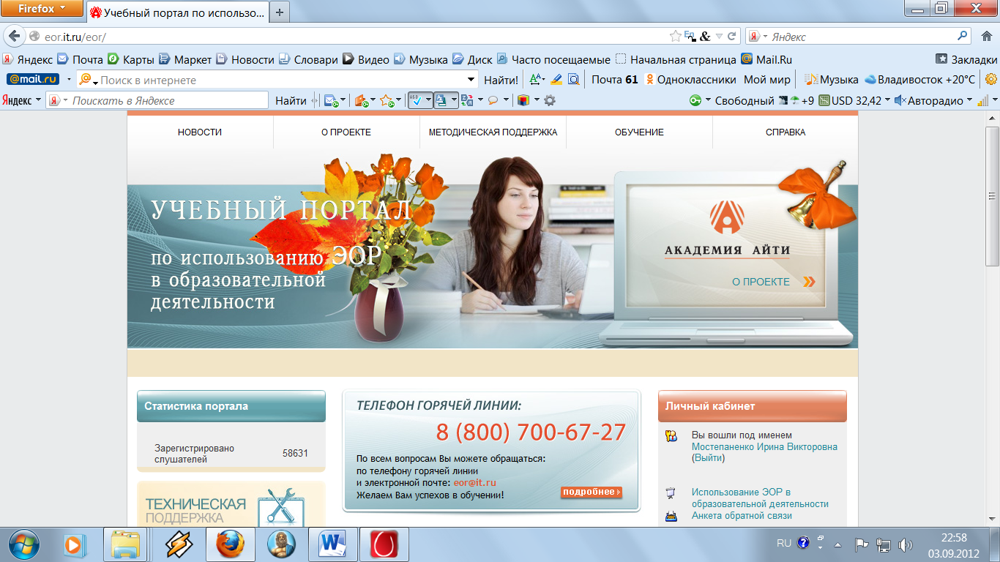 Firefox
Учебный портал по использо...
eor.it.ru/eor/
Яндекс
Яндекс Почта Карты Маркет Новости Словари Видео Музыка Диск Часто посещаемые Начальная страница Mail.Ru Закладки
@mail.ru Поиск в интернете Найти! Почта 61 Одноклассники Мой мир Музыка Владивосток +20°C
Яндекс Поискать в Яндексе Найти Свободный +9 USD 32,42 Авторадио
НОВОСТИ О ПРОЕКТЕ МЕТОДИЧЕСКАЯ ПОДДЕРЖКА ОБУЧЕНИЕ СПРАВКА
УЧЕБНЫЙ ПОРТАЛ
по использованию ЭОР
в образовательной
деятельности
АКАДЕМИЯ АЙТИ
О ПРОЕКТЕ
Статистика портала
Зарегистрировано
слушателей
58631
ТЕХНИЧЕСКАЯ
ПОДДЕРЖКА
ТЕЛЕФОН ГОРЯЧЕЙ ЛИНИИ:
8 (800) 700-67-27
По всем вопросам Вы можете обращаться:
по телефону горячей линии
и электронной почте: eor@it.ru
Желаем Вам успехов в обучении!
подробнее
Личный кабинет
Вы вошли под именем
Мостепаненко Ирина Викторовна
(Выйти)
Использование ЭОР в
образовательной деятельности
Анкета обратной связи
RU
22:58
03.09.2012